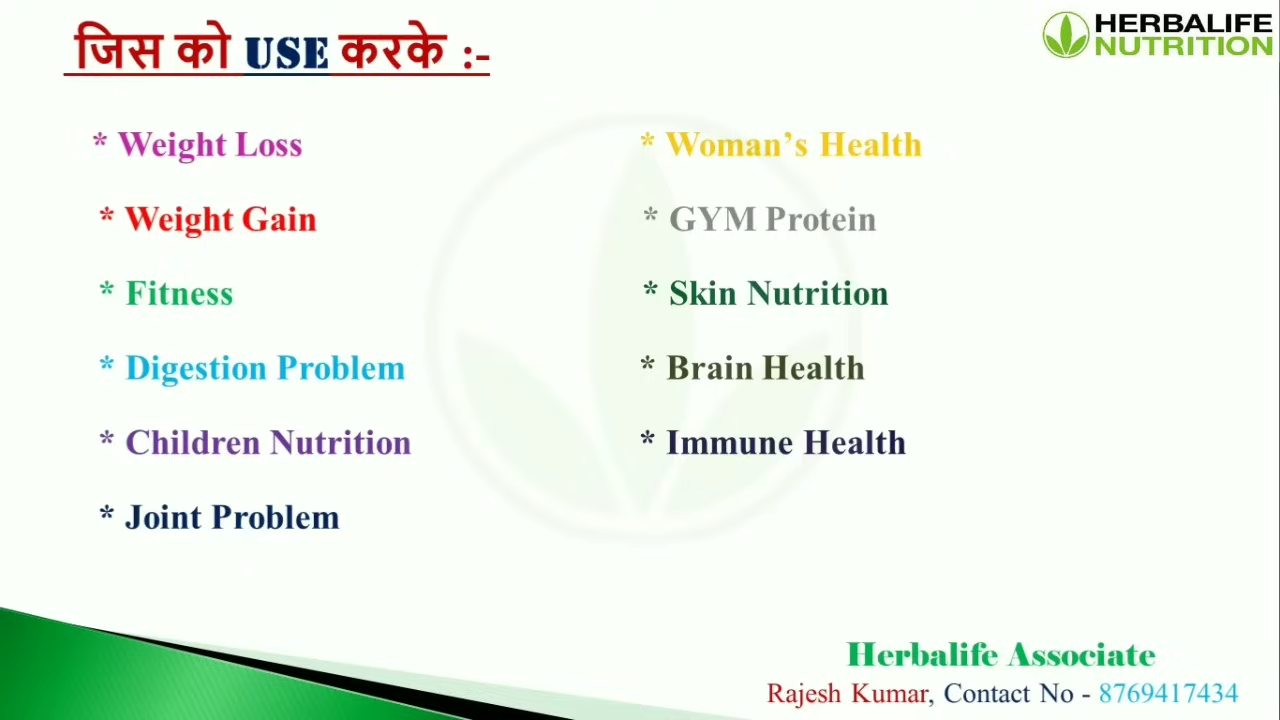 जिस को USE करके :-
HERBALIFE
NUTRITION
* Weight Loss
* Weight Gain
* Fitness
* Digestion Problem
* Children Nutrition
* Joint Problem
* Woman’s Health
* GYM Protein
* Skin Nutrition
* Brain Health
* Immune Health
Herbalife Associate
Rajesh Kumar, Contact No - 8769417434